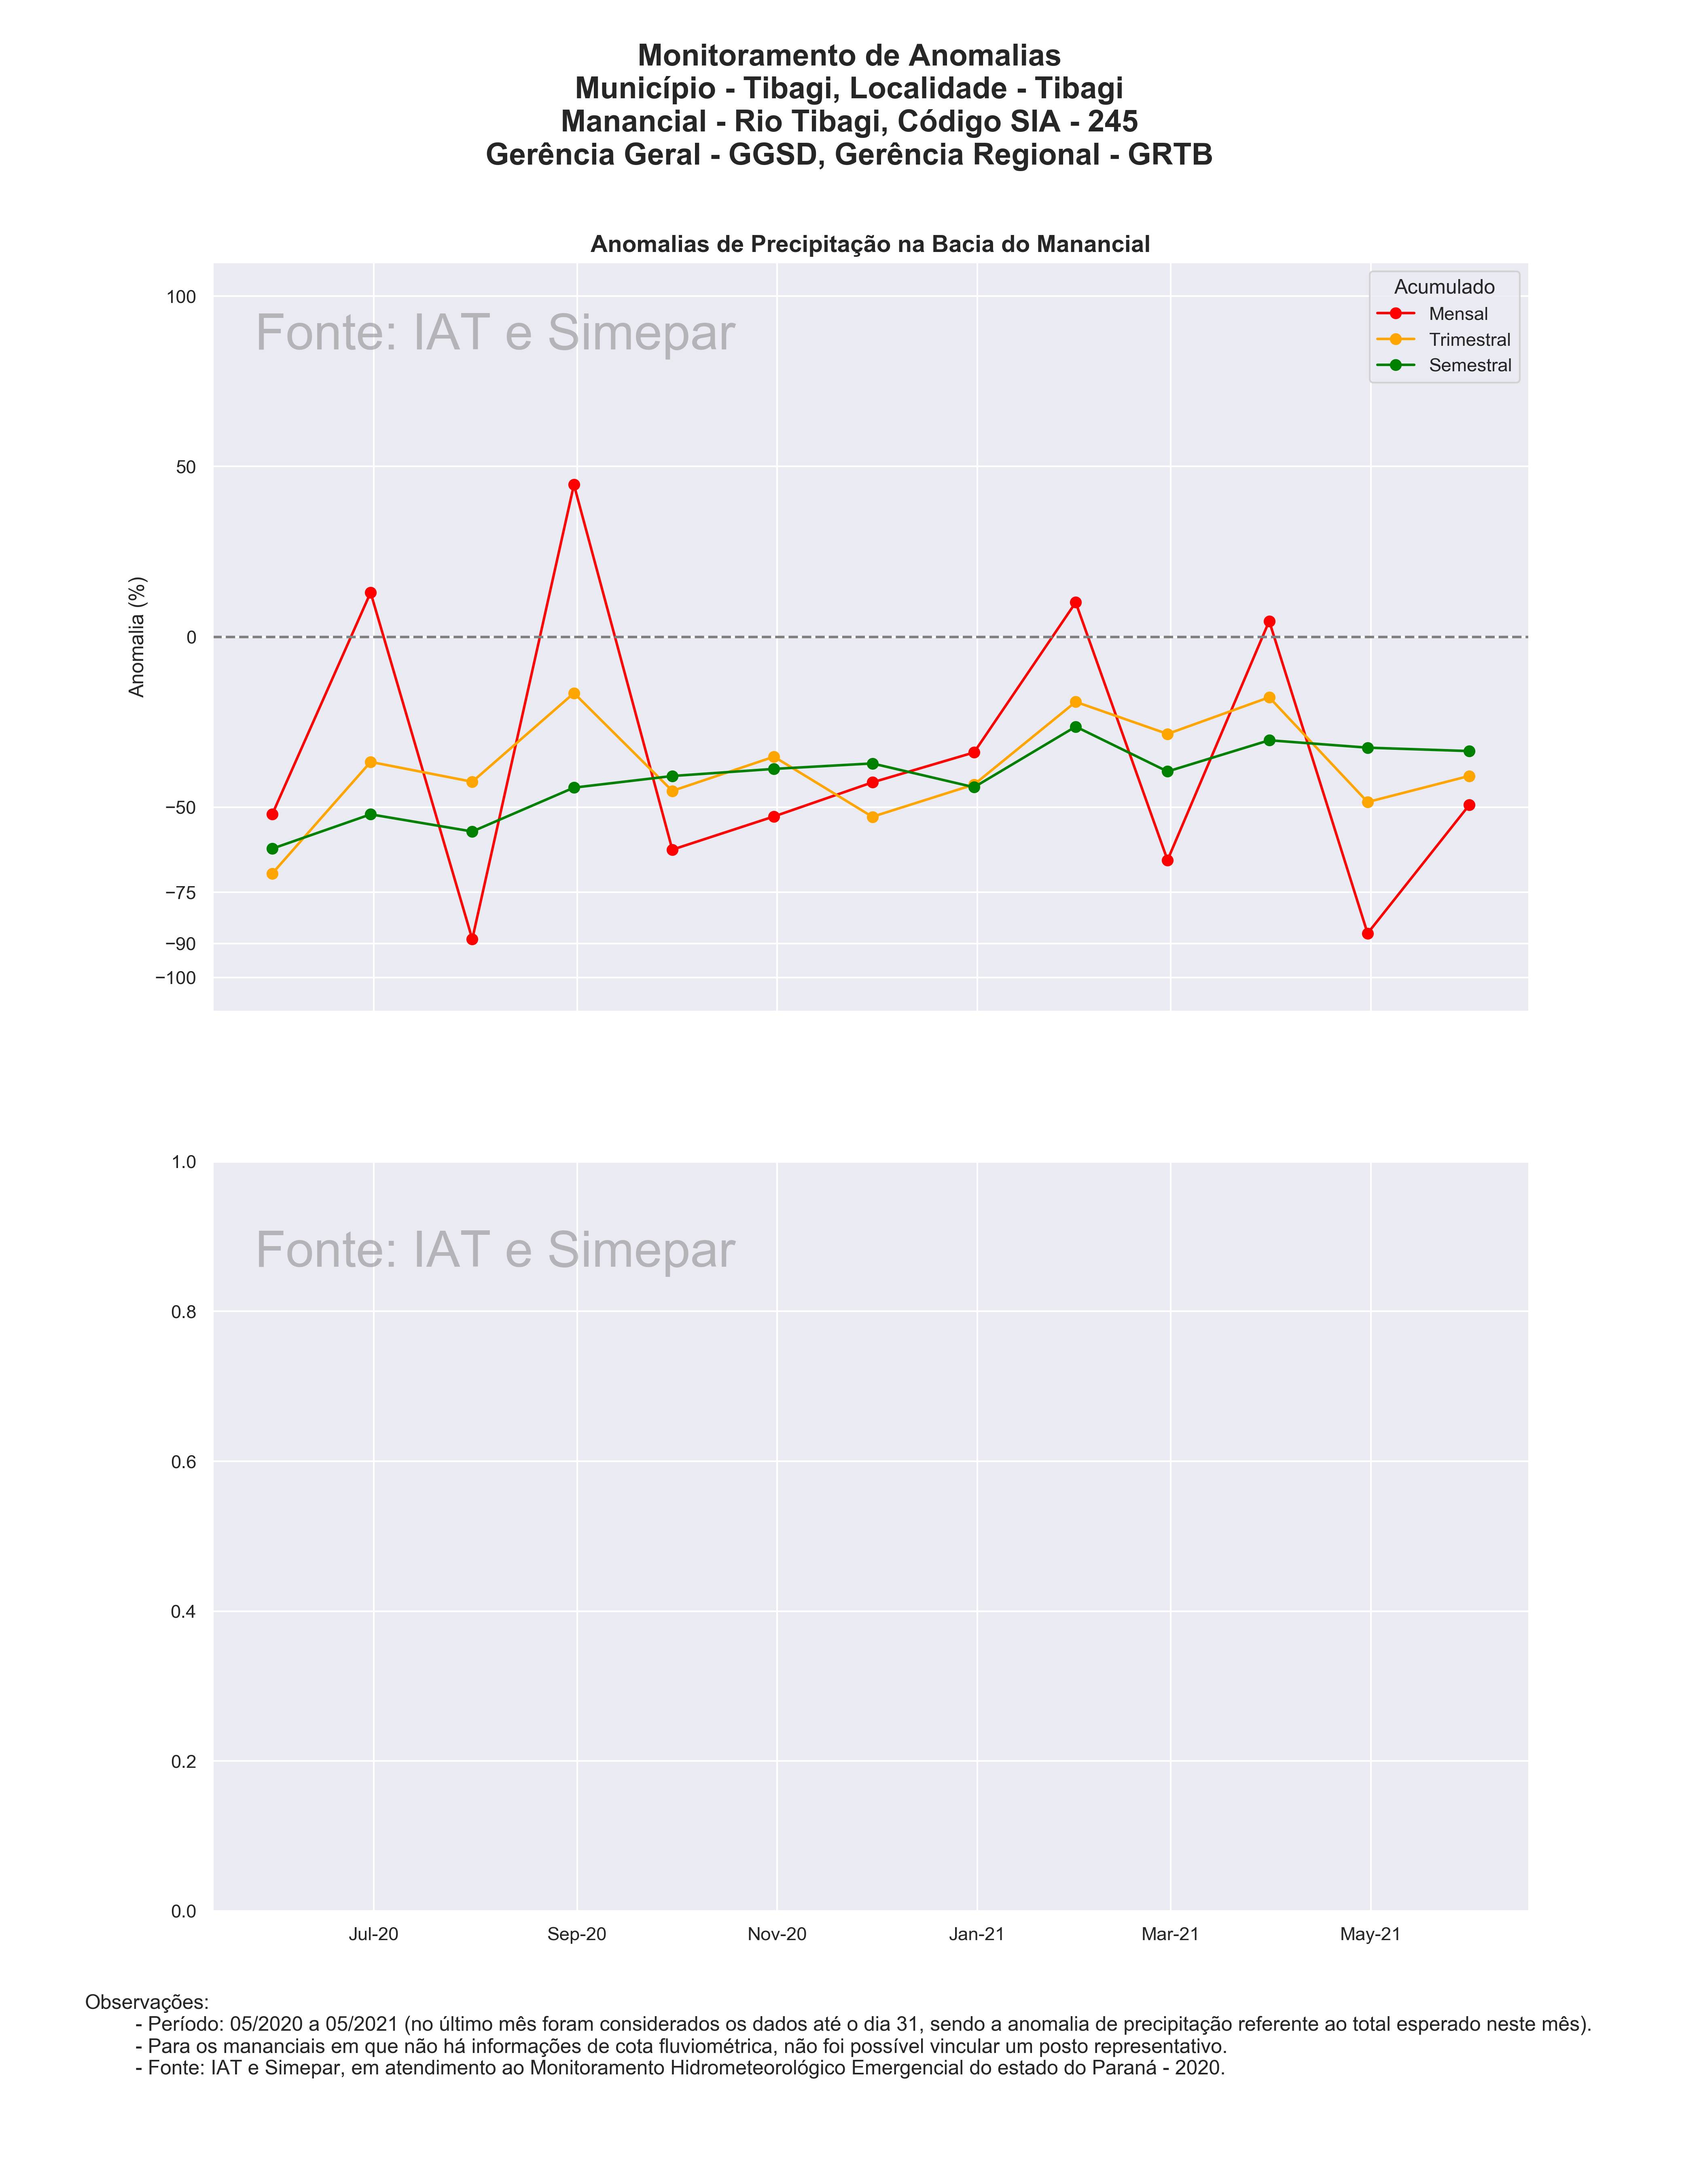 Monitoramento de Anomalias
Município - Tibagi, Localidade - Tibagi
Manancial - Rio Tibagi, Código SIA - 245
Gerência Geral - GGSD, Gerência Regional - GRTB
Anomalias de Precipitação na Bacia do Manancial
Fonte: IAT e Simepar
Acumulado
Mensal
Trimestral
Semestral
Anomalia (%)
100
50
0
−50
−75
−90
−100
Fonte: IAT e Simepar
1.0
0.8
0.6
0.4
0.2
0.0
Jul-20 Sep-20 Nov-20 Jan-21 Mar-21 May-21
Observações:
- Período: 05/2020 a 05/2021 (no último mês foram considerados os dados até o dia 31, sendo a anomalia de precipitação referente ao total esperado neste mês).
- Para os mananciais em que não há informações de cota fluviométrica, não foi possível vincular um posto representativo.
- Fonte: IAT e Simepar, em atendimento ao Monitoramento Hidrometeorológico Emergencial do estado do Paraná - 2020.